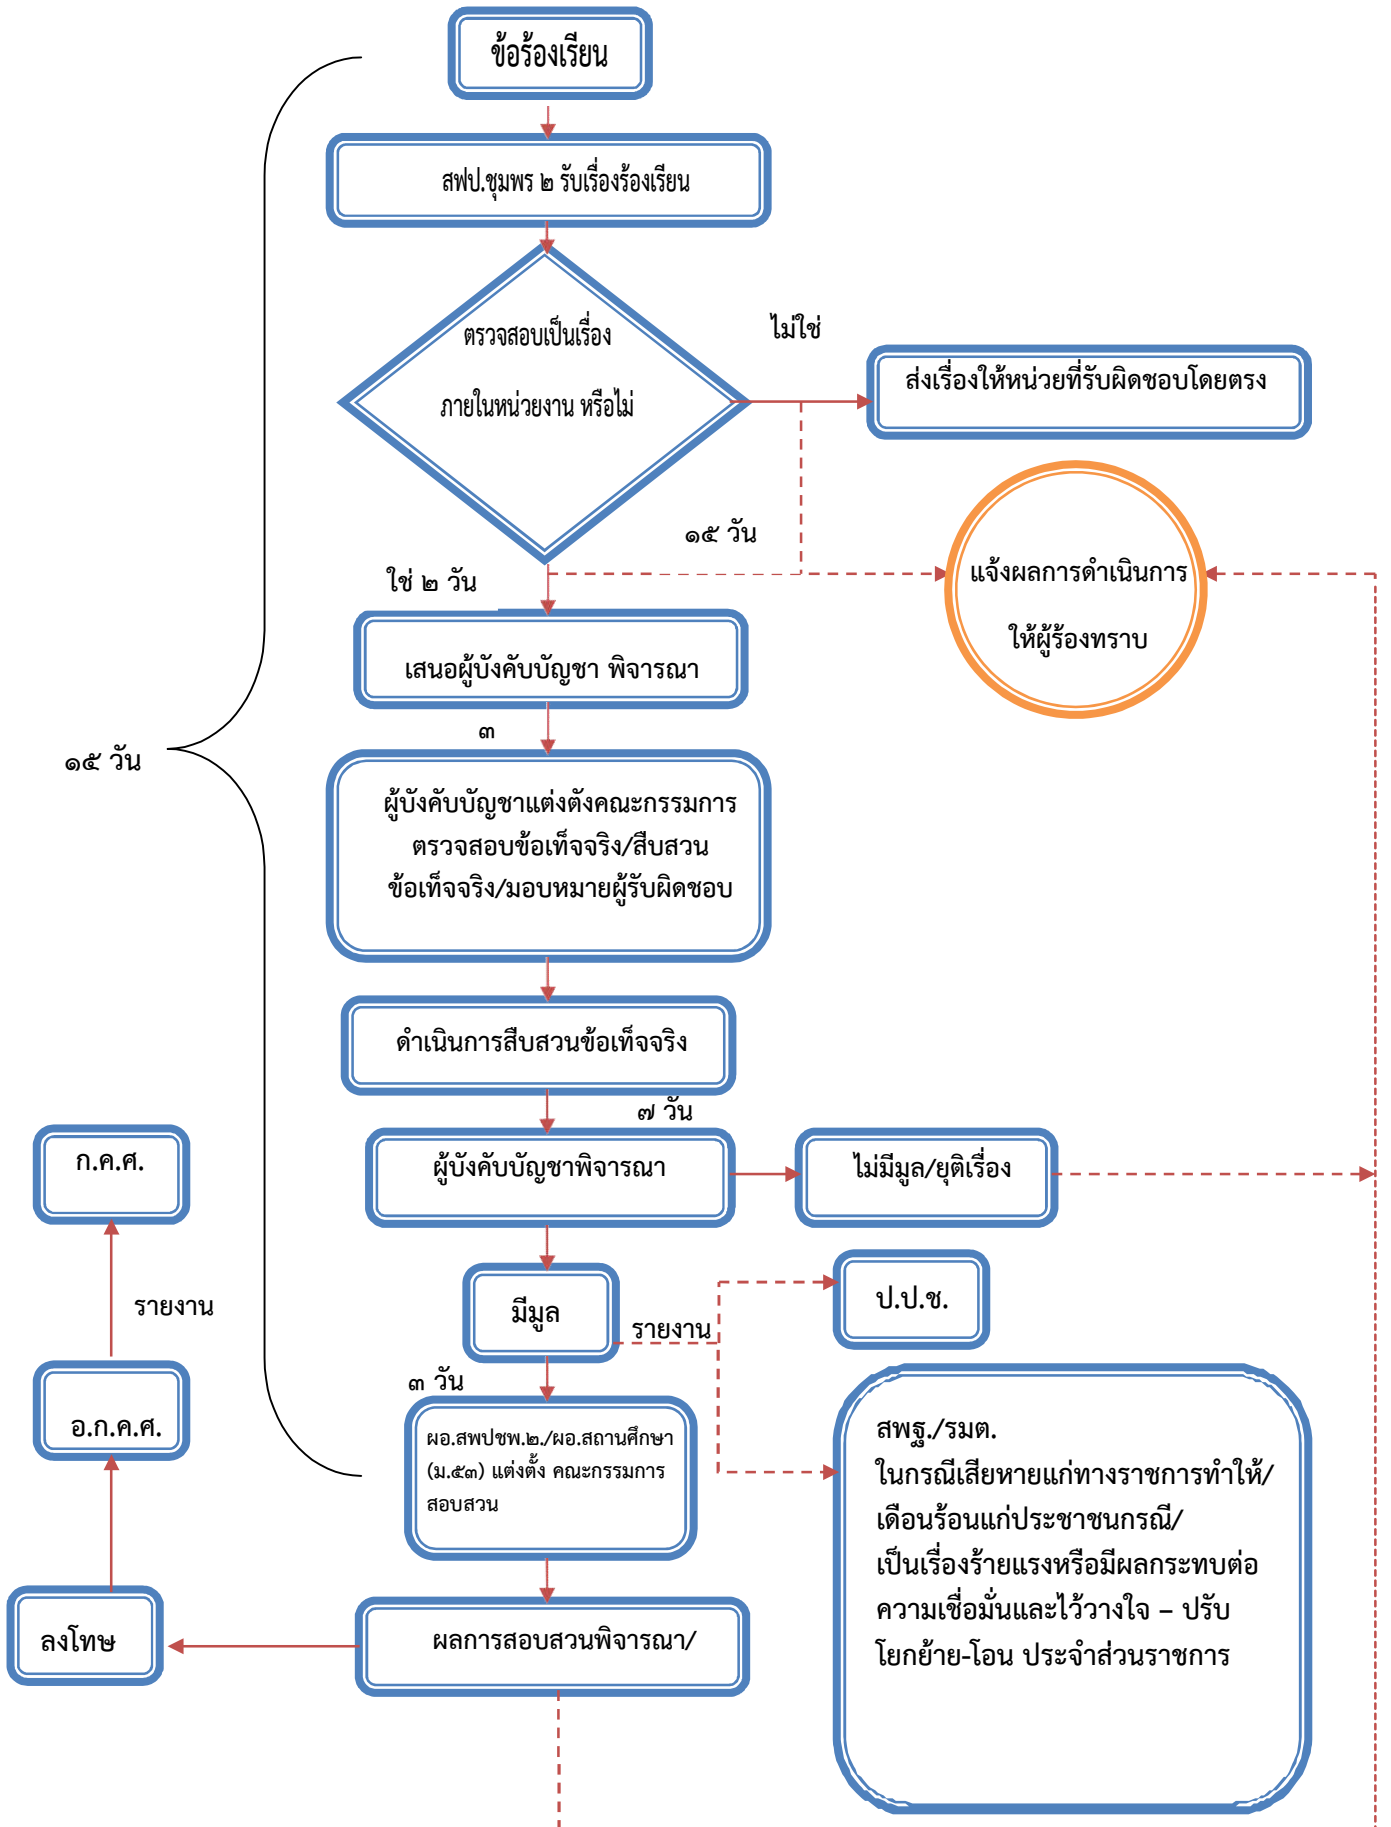 ข้อร้องเรียน
สพป.ชุมพร ๒ รับเรื่องร้องเรียน
ตรวจสอบเป็นเรื่อง
ภายในหน่วยงาน หรือไม่
ไม่ใช่
ส่งเรื่องให้หน่วยที่รับผิดชอบโดยตรง
๑๕ วัน
ใช่ ๒ วัน
แจ้งผลการดำเนินการ
ให้ผู้ร้องทราบ
เสนอผู้บังคับบัญชา พิจารณา
๓
๑๕ วัน
ผู้บังคับบัญชาแต่งตังคณะกรรมการ
ตรวจสอบข้อเท็จจริง/สืบสวน
ข้อเท็จจริง/มอบหมายผู้รับผิดชอบ
ดำเนินการสืบสวนข้อเท็จจริง
๗ วัน
ก.ค.ศ.
ผู้บังคับบัญชาพิจารณา
ไม่มีมูล/ยุติเรื่อง
รายงาน
มีมูล
รายงาน
ป.ป.ช.
๓ วัน
อ.ก.ค.ศ.
ผอ.สพปชพ.๒./ผอ.สถานศึกษา
(ม.๕๓) แต่งตั้ง คณะกรรมการ
สอบสวน
สพฐ./รมต.
ในกรณีเสียหายแก่ทางราชการทำให้/
เดือนร้อนแก่ประชาชนกรณี/
เป็นเรื่องร้ายแรงหรือมีผลกระทบต่อ
ความเชื่อมั่นและไว้วางใจ – ปรับ
โยกย้าย-โอน ประจำส่วนราชการ
ลงโทษ
ผลการสอบสวนพิจารณา/